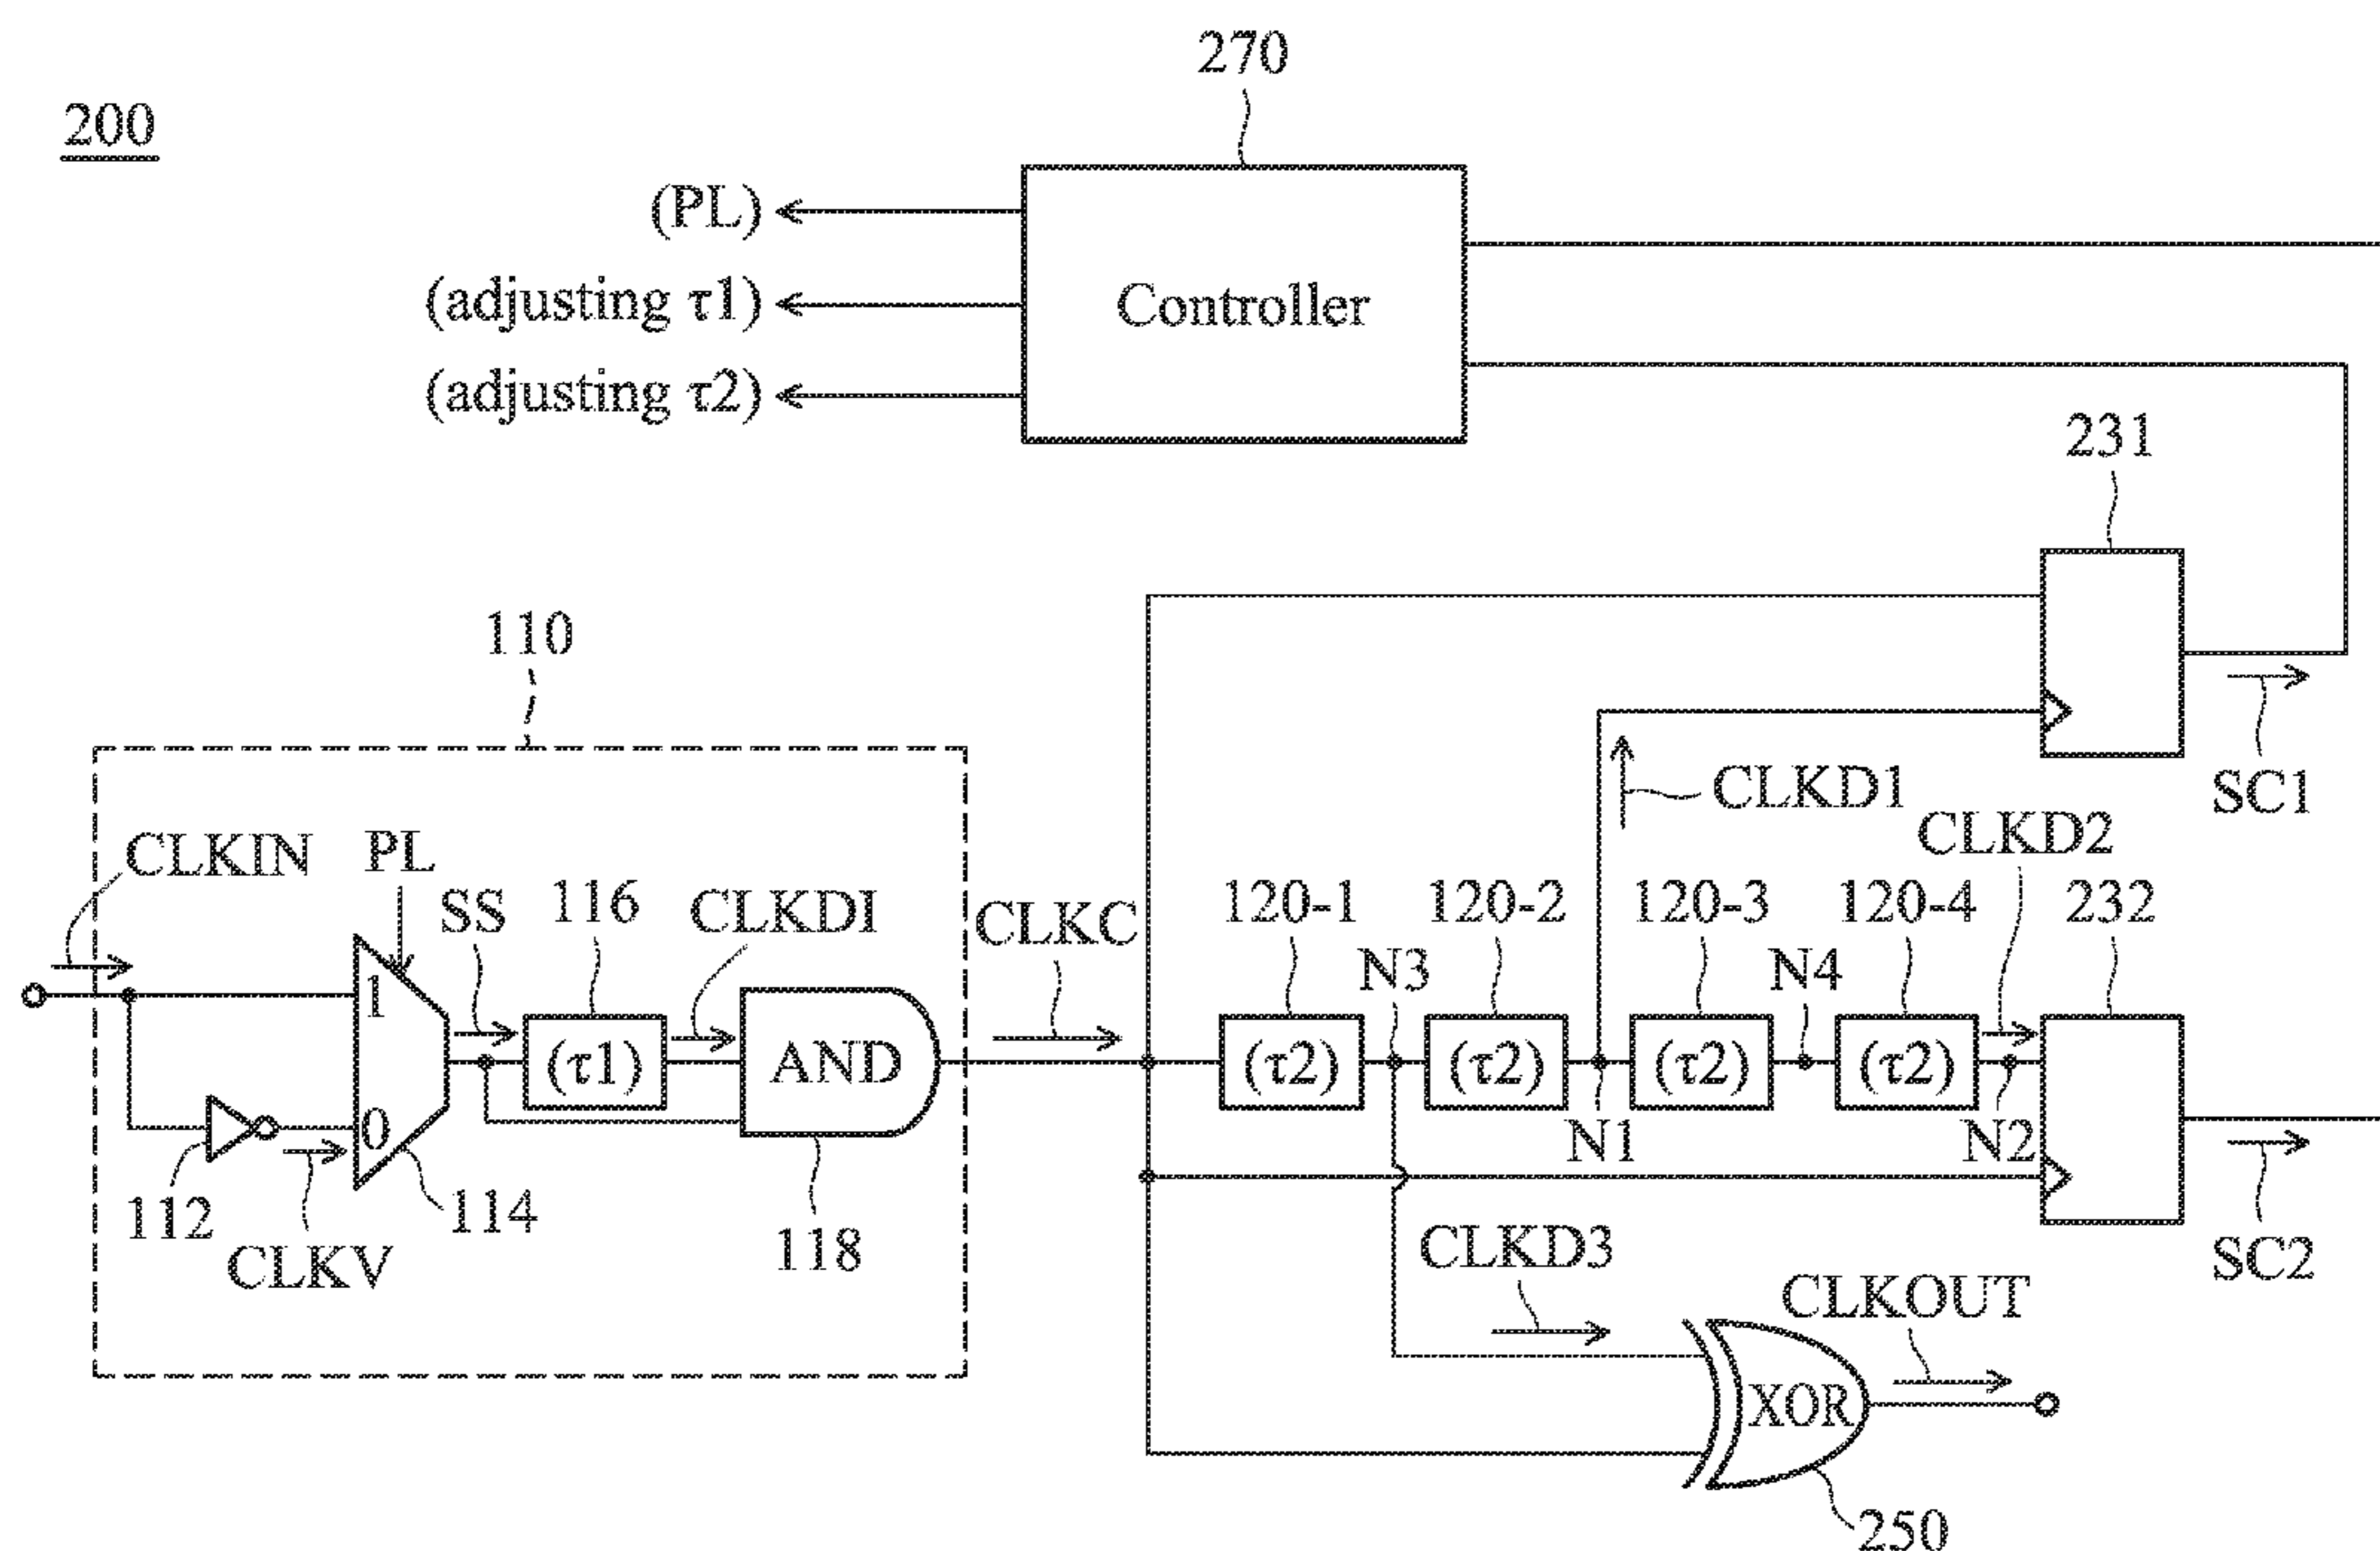 270
200
(PL)
(adjusting τ1)
(adjusting τ2)
Controller
231
SC1
110
CLKIN
PL
SS
116
CLKDI
CLKC
CLKD1
CLKD2
120-1
120-2
120-3
120-4
232
N3
N4
1
0
(τ1)
AND
(τ2)
(τ2)
(τ2)
(τ2)
N1
N2
112
CLKV
114
118
CLKD3
CLKOUT
SC2
XOR
250